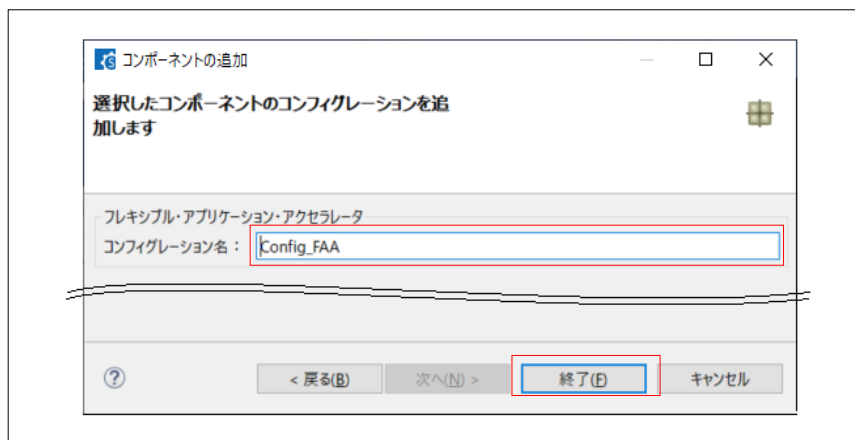 コンポーネントの追加
選択したコンポーネントのコンフィグレーションを追
加します
フレキシブル・アプリケーション・アクセラレータ
コンフィグレーション名： Config_FAA
< 戻る(B) 次へ(N) > 終了(F) キャンセル